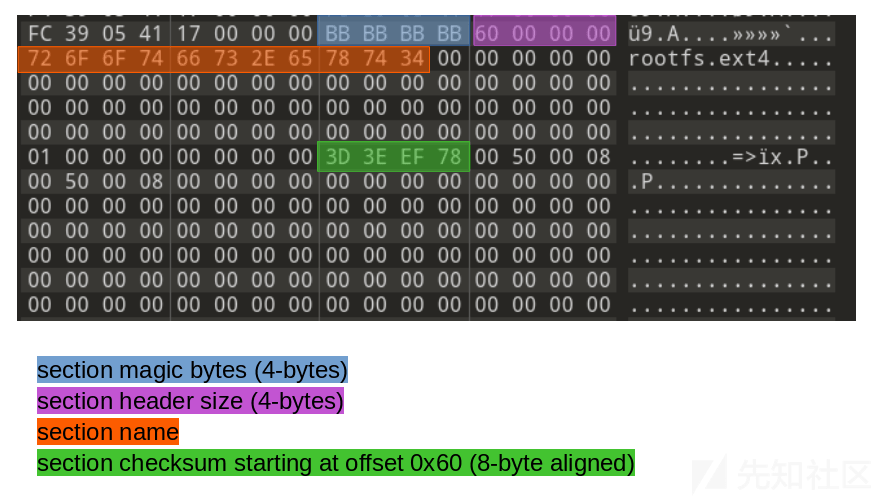 FC 39 05 41 17 00 00 00 BB BB BB BB 60 00 00 00 ü9.A....»»»»`...
72 6F 6F 74 66 73 2E 65 78 74 34 00 00 00 00 00 rootfs.ext4.....
00 00 00 00 00 00 00 00 00 00 00 00 00 00 00 00 ................
00 00 00 00 00 00 00 00 00 00 00 00 00 00 00 00 ................
00 00 00 00 00 00 00 00 00 00 00 00 00 00 00 00 ................
01 00 00 00 00 00 00 00 3D 3E EF 78 00 50 00 08 ........=>ïx.P..
00 50 00 08 00 00 00 00 00 00 00 00 00 00 00 00 .P..............
00 00 00 00 00 00 00 00 00 00 00 00 00 00 00 00 ................
00 00 00 00 00 00 00 00 00 00 00 00 00 00 00 00 ................
00 00 00 00 00 00 00 00 00 00 00 00 00 00 00 00 ................
00 00 00 00 00 00 00 00 00 00 00 00 00 00 00 00 ................
00 00 00 00 00 00 00 00 00 00 00 00 00 00 00 00 ................
section magic bytes (4-bytes)
section header size (4-bytes)
section name
section checksum starting at offset 0x60 (8-byte aligned)
先知社区